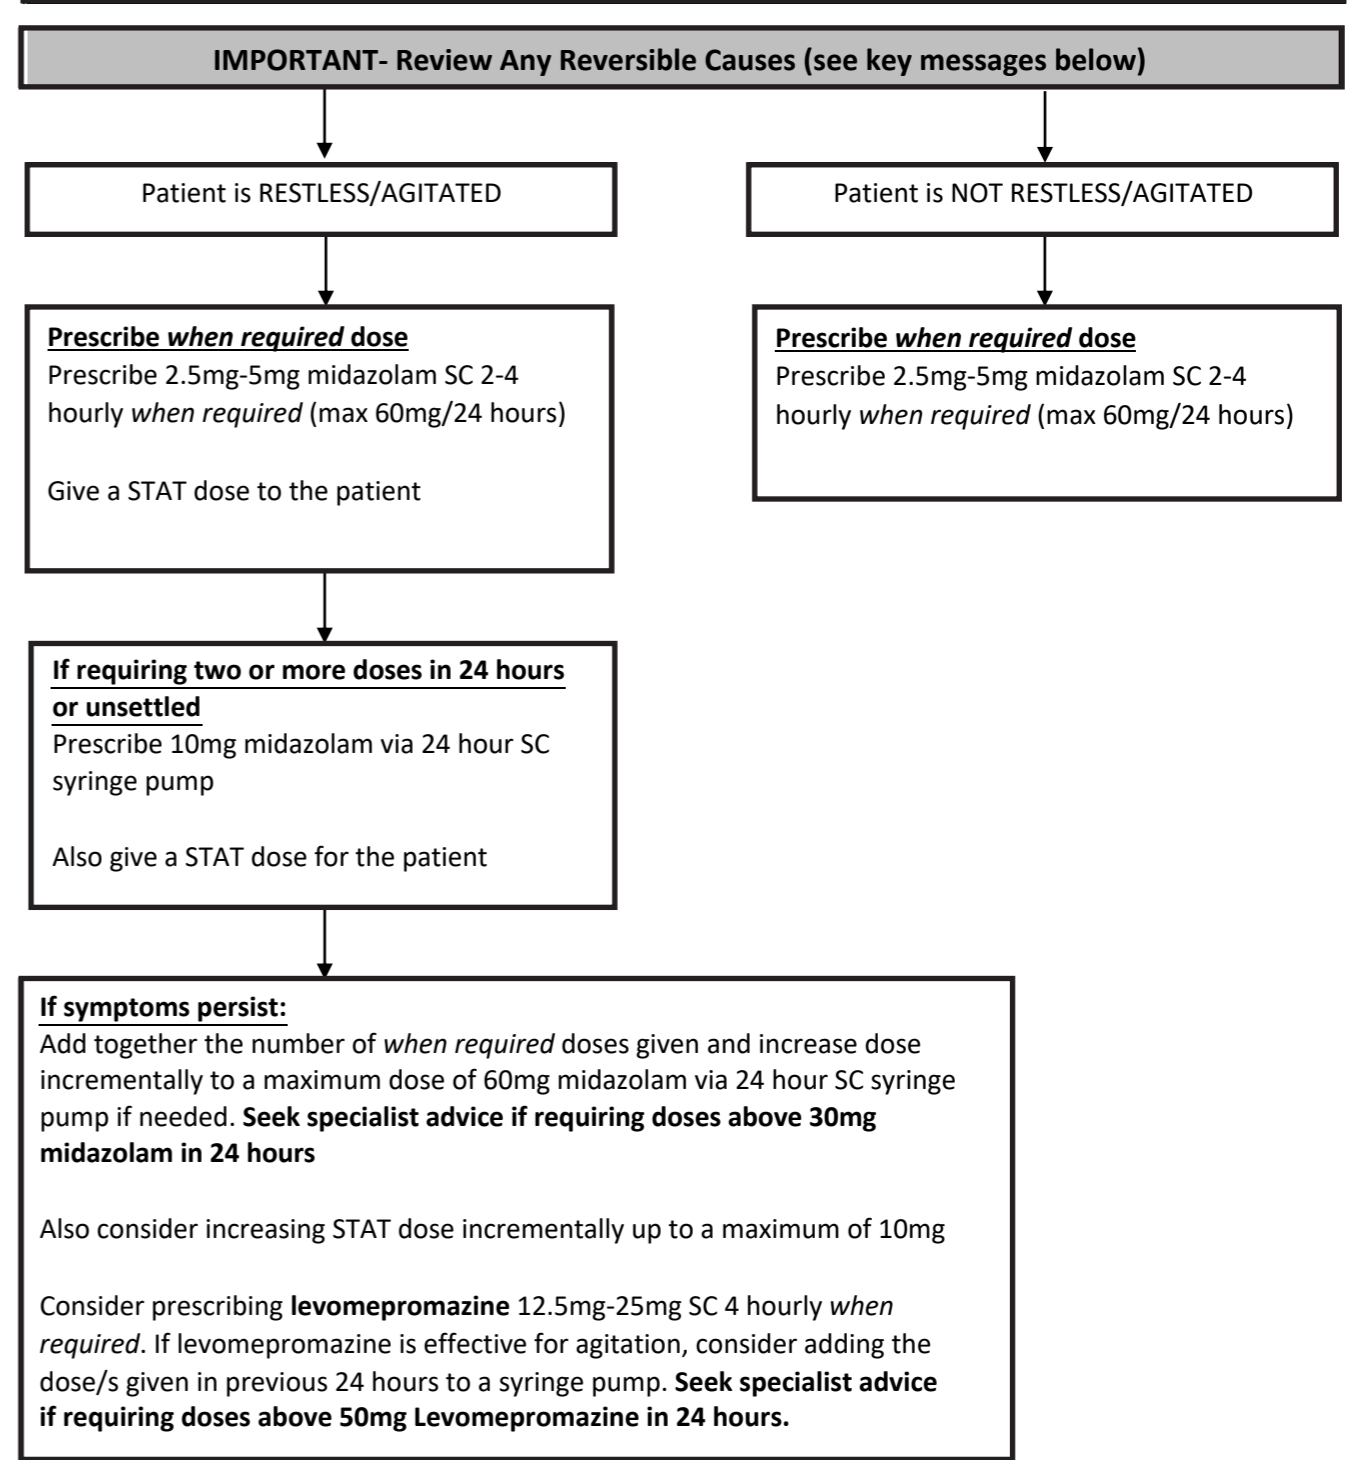 IMPORTANT- Review Any Reversible Causes (see key messages below)
Patient is RESTLESS/AGITATED
Patient is NOT RESTLESS/AGITATED
Prescribe when required dose
Prescribe 2.5mg-5mg midazolam SC 2-4
hourly when required (max 60mg/24 hours)
Give a STAT dose to the patient
Prescribe when required dose
Prescribe 2.5mg-5mg midazolam SC 2-4
hourly when required (max 60mg/24 hours)
If requiring two or more doses in 24 hours
or unsettled
Prescribe 10mg midazolam via 24 hour SC
syringe pump
Also give a STAT dose for the patient
If symptoms persist:
Add together the number of when required doses given and increase dose
incrementally to a maximum dose of 60mg midazolam via 24 hour SC syringe
pump if needed. Seek specialist advice if requiring doses above 30mg
midazolam in 24 hours
Also consider increasing STAT dose incrementally up to a maximum of 10mg
Consider prescribing levomepromazine 12.5mg-25mg SC 4 hourly when
required. If levomepromazine is effective for agitation, consider adding the
dose/s given in previous 24 hours to a syringe pump. Seek specialist advice
if requiring doses above 50mg Levomepromazine in 24 hours.